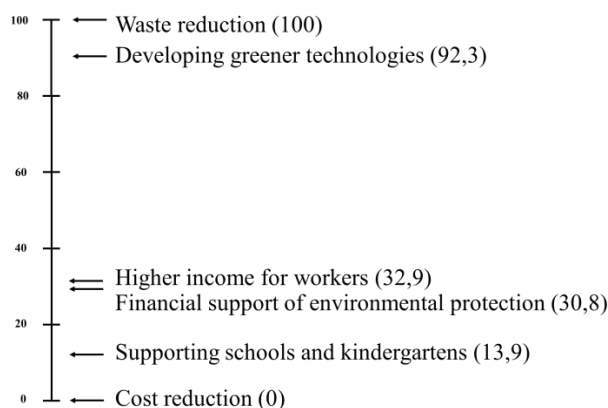 100
Waste reduction (100)
Developing greener technologies (92,3)
80
60
40
Higher income for workers (32,9)
Financial support of environmental protection (30,8)
20
Supporting schools and kindergartens (13,9)
0
Cost reduction (0)